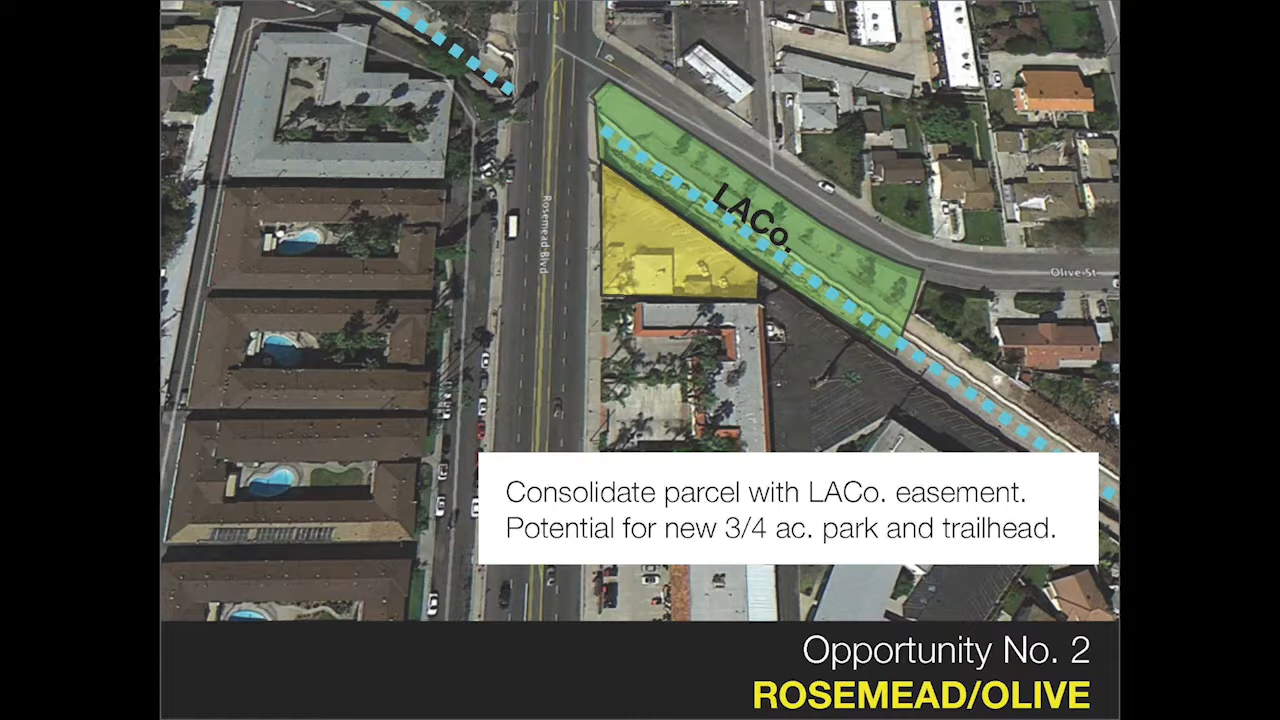 LACo.
Rosemead Blvd
Olive St
Consolidate parcel with LACo. easement.
Potential for new 3/4 ac. park and trailhead.
Opportunity No. 2
ROSEMEAD/OLIVE